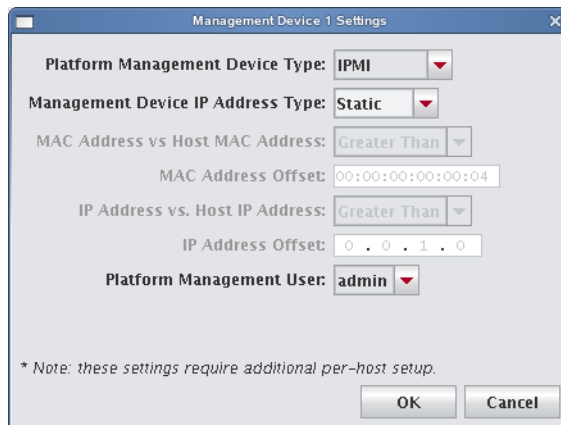 Management Device 1 Settings
Platform Management Device Type: IPMI
Management Device IP Address Type: Static
MAC Address vs Host MAC Address: Greater Than
MAC Address Offset: 00:00:00:00:00:04
IP Address vs. Host IP Address: Greater Than
IP Address Offset: 0 . 0 . 1 . 0
Platform Management User: admin
* Note: these settings require additional per-host setup.
OK Cancel